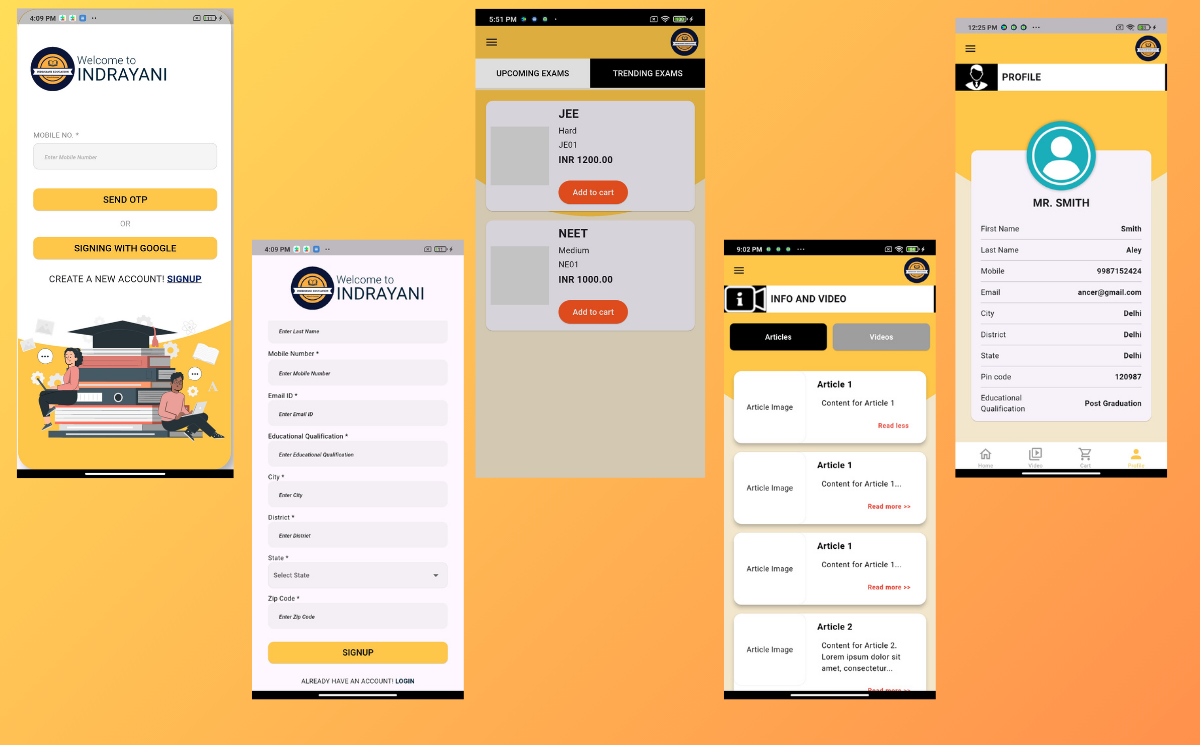 4:09 PM
Welcome to
INDRAYANI
MOBILE NO. *
Enter Mobile Number
SEND OTP
OR
SIGNING WITH GOOGLE
CREATE A NEW ACCOUNT! SIGNUP
4:09 PM
Welcome to
INDRAYANI
Enter Last Name
Mobile Number *
Enter Mobile Number
Email ID *
Enter Email ID
Educational Qualification *
Enter Educational Qualification
City *
Enter City
District *
Enter District
State *
Select State
Zip Code *
Enter Zip Code
SIGNUP
ALREADY HAVE AN ACCOUNT! LOGIN
5:51 PM
UPCOMING EXAMS
TRENDING EXAMS
JEE
Hard
JE01
INR 1200.00
Add to cart
NEET
Medium
NE01
INR 1000.00
Add to cart
9:02 PM
INFO AND VIDEO
Articles
Videos
Article Image
Article 1
Content for Article 1
Read less
Article Image
Article 1
Content for Article 1...
Read more >>
Article Image
Article 1
Content for Article 1...
Read more >>
Article Image
Article 2
Content for Article 2.
Lorem ipsum dolor sit
amet, consectetur...
Read more >>
12:25 PM
PROFILE
MR. SMITH
First Name Smith
Last Name Aley
Mobile 9987152424
Email ancer@gmail.com
City Delhi
District Delhi
State Delhi
Pin code 120987
Educational
Qualification Post Graduation
Home Video Cart Profile